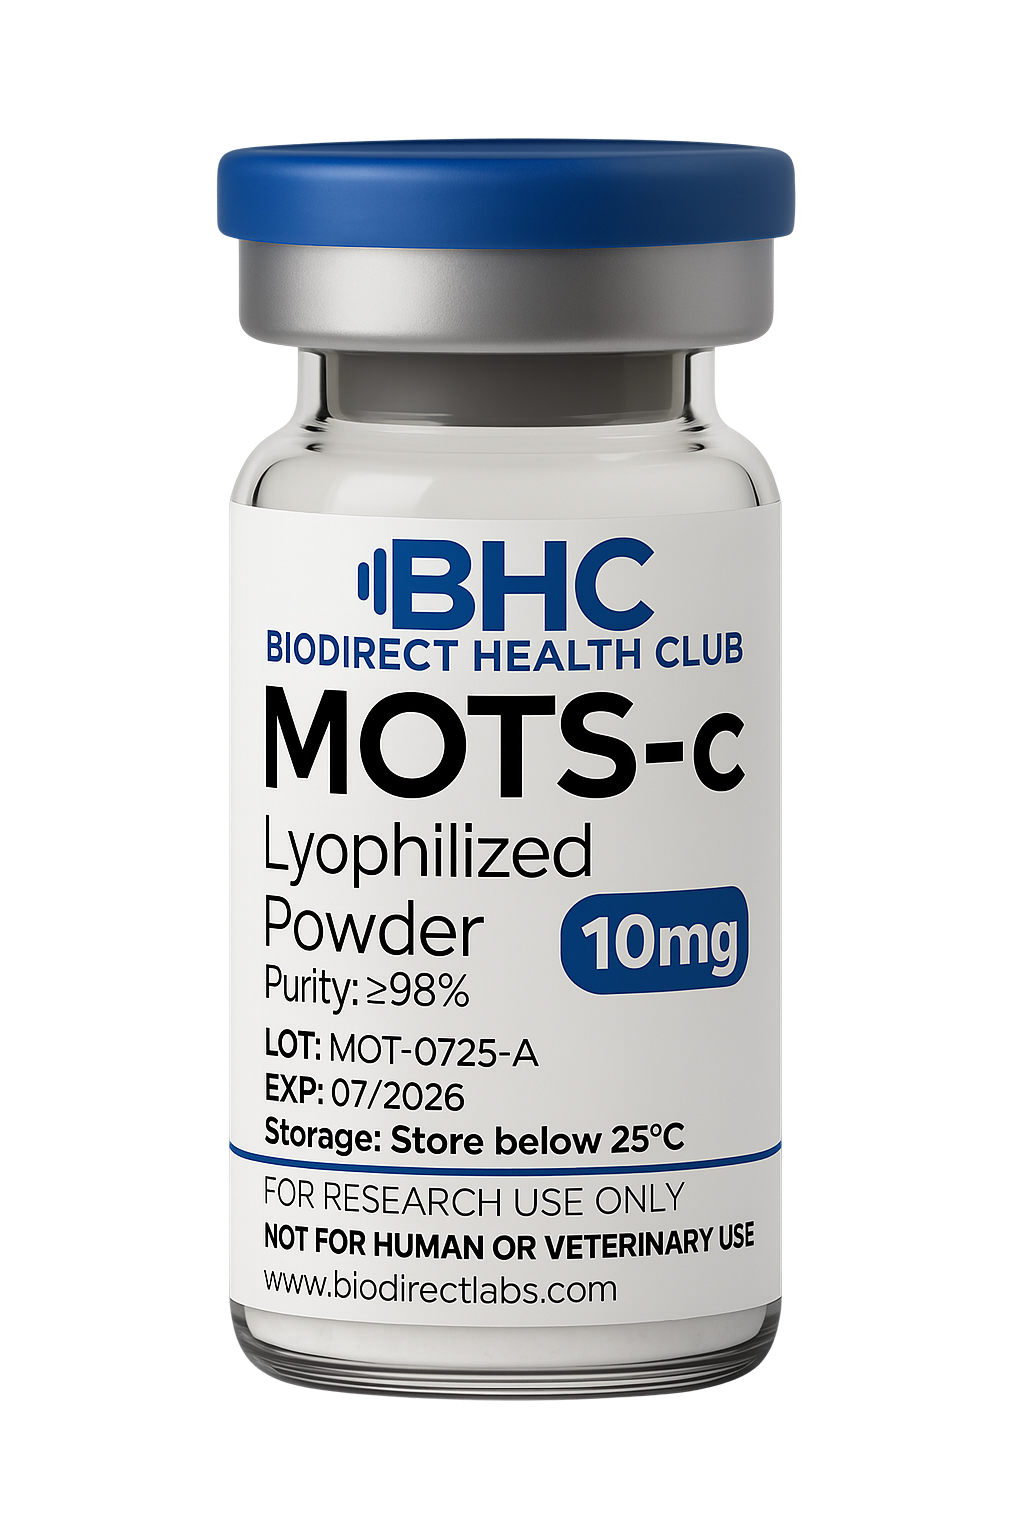 BHC
BIODIRECT HEALTH CLUB
MOTS-c
Lyophilized
Powder
10mg
Purity: ≥98%
LOT: MOT-0725-A
EXP: 07/2026
Storage: Store below 25°C
FOR RESEARCH USE ONLY
NOT FOR HUMAN OR VETERINARY USE
www.biodirectlabs.com